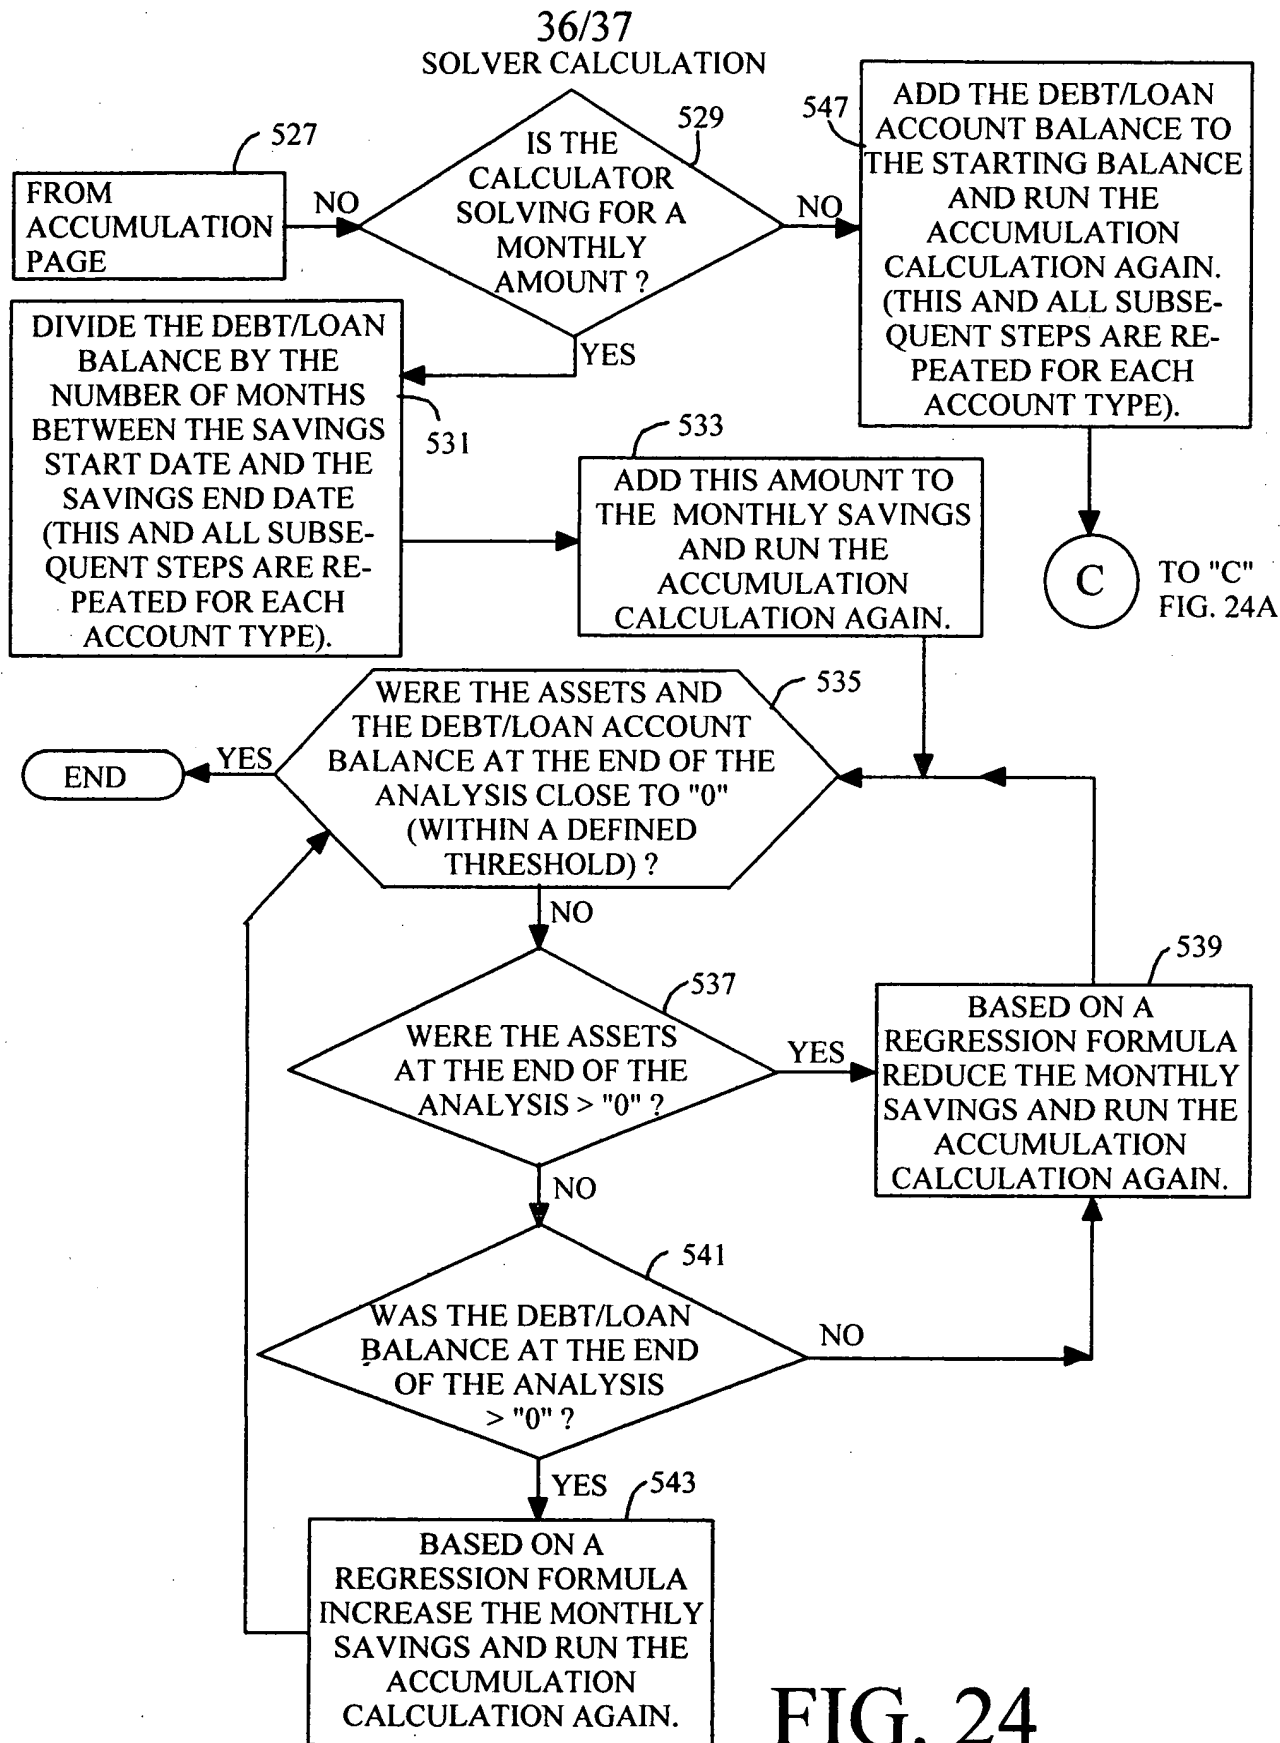 36/37
SOLVER CALCULATION
527
FROM
ACCUMULATION
PAGE
NO
529
IS THE
CALCULATOR
SOLVING FOR A
MONTHLY
AMOUNT ?
NO
YES
547
ADD THE DEBT/LOAN
ACCOUNT BALANCE TO
THE STARTING BALANCE
AND RUN THE
ACCUMULATION
CALCULATION AGAIN.
(THIS AND ALL SUBSE-
QUENT STEPS ARE RE-
PEATED FOR EACH
ACCOUNT TYPE).
C
TO "C"
FIG. 24A
DIVIDE THE DEBT/LOAN
BALANCE BY THE
NUMBER OF MONTHS
BETWEEN THE SAVINGS
START DATE AND THE
SAVINGS END DATE
(THIS AND ALL SUBSE-
QUENT STEPS ARE RE-
PEATED FOR EACH
ACCOUNT TYPE).
531
533
ADD THIS AMOUNT TO
THE MONTHLY SAVINGS
AND RUN THE
ACCUMULATION
CALCULATION AGAIN.
535
WERE THE ASSETS AND
THE DEBT/LOAN ACCOUNT
BALANCE AT THE END OF THE
ANALYSIS CLOSE TO "0"
(WITHIN A DEFINED
THRESHOLD) ?
YES
END
NO
537
WERE THE ASSETS
AT THE END OF THE
ANALYSIS > "0" ?
YES
539
BASED ON A
REGRESSION FORMULA
REDUCE THE MONTHLY
SAVINGS AND RUN THE
ACCUMULATION
CALCULATION AGAIN.
NO
541
WAS THE DEBT/LOAN
BALANCE AT THE END
OF THE ANALYSIS
> "0" ?
NO
YES
543
BASED ON A
REGRESSION FORMULA
INCREASE THE MONTHLY
SAVINGS AND RUN THE
ACCUMULATION
CALCULATION AGAIN.
FIG. 24